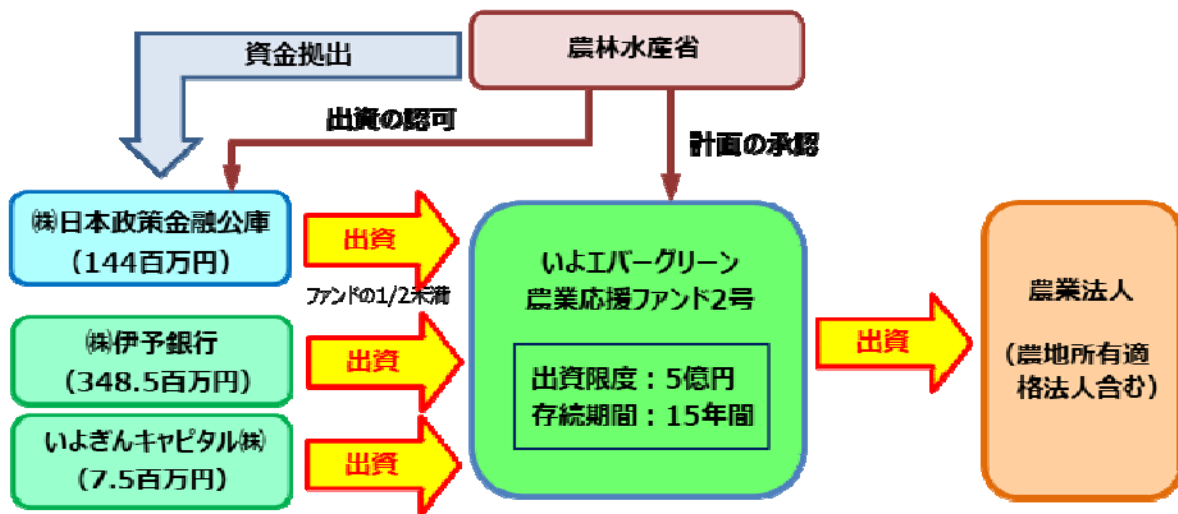 農林水産省
資金拠出
出資の認可
計画の承認
㈱日本政策金融公庫
（144百万円）
出資
ファンドの1/2未満
㈱伊予銀行
(348.5百万円)
出資
いよぎんキャピタル㈱
(7.5百万円)
出資
いよエバーグリーン
農業応援ファンド2号
出資限度：5億円
存続期間：15年間
出資
農業法人
(農地所有適
格法人含む)